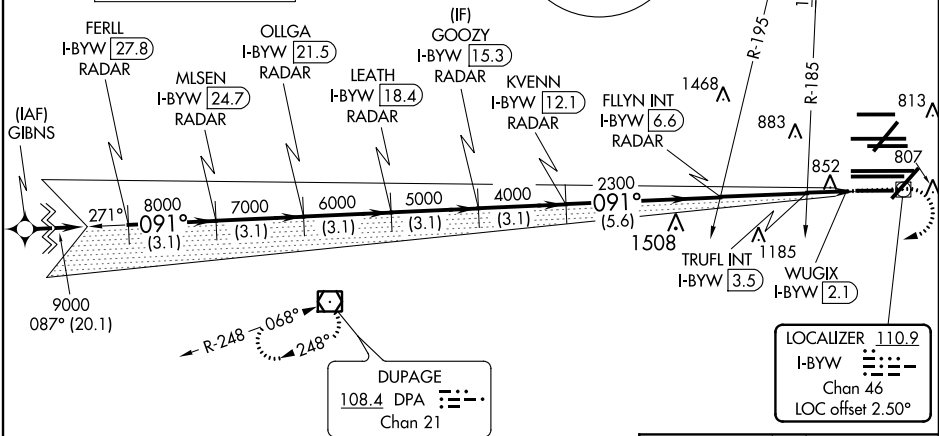 FERLL
I-BYW 27.8
RADAR
MLSEN
I-BYW 24.7
RADAR
OLLGA
I-BYW 21.5
RADAR
LEATH
I-BYW 18.4
RADAR
(IF)
GOOZY
I-BYW 15.3
RADAR
KVENN
I-BYW 12.1
RADAR
FLLYN INT
I-BYW 6.6
RADAR
R-195
R-185
1468
883
813
807
852
(IAF)
GIBNS
271°
8000
091°
(3.1)
7000
(3.1)
6000
(3.1)
5000
(3.1)
4000
(3.1)
2300
091°
(5.6)
1508
1185
TRUFL INT
I-BYW 3.5
WUGIX
I-BYW 2.1
9000
087° (20.1)
R-248
068°
248°
DUPAGE
108.4 DPA
Chan 21
LOCALIZER 110.9
I-BYW
Chan 46
LOC offset 2.50°